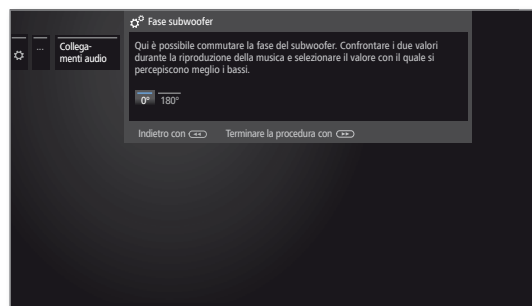 Fase subwoofer
...
Collega-
menti audio
Qui è possibile commutare la fase del subwoofer. Confrontare i due valori
durante la riproduzione della musica e selezionare il valore con il quale si
percepiscono meglio i bassi.
0° 180°
Indietro con Terminare la procedura con